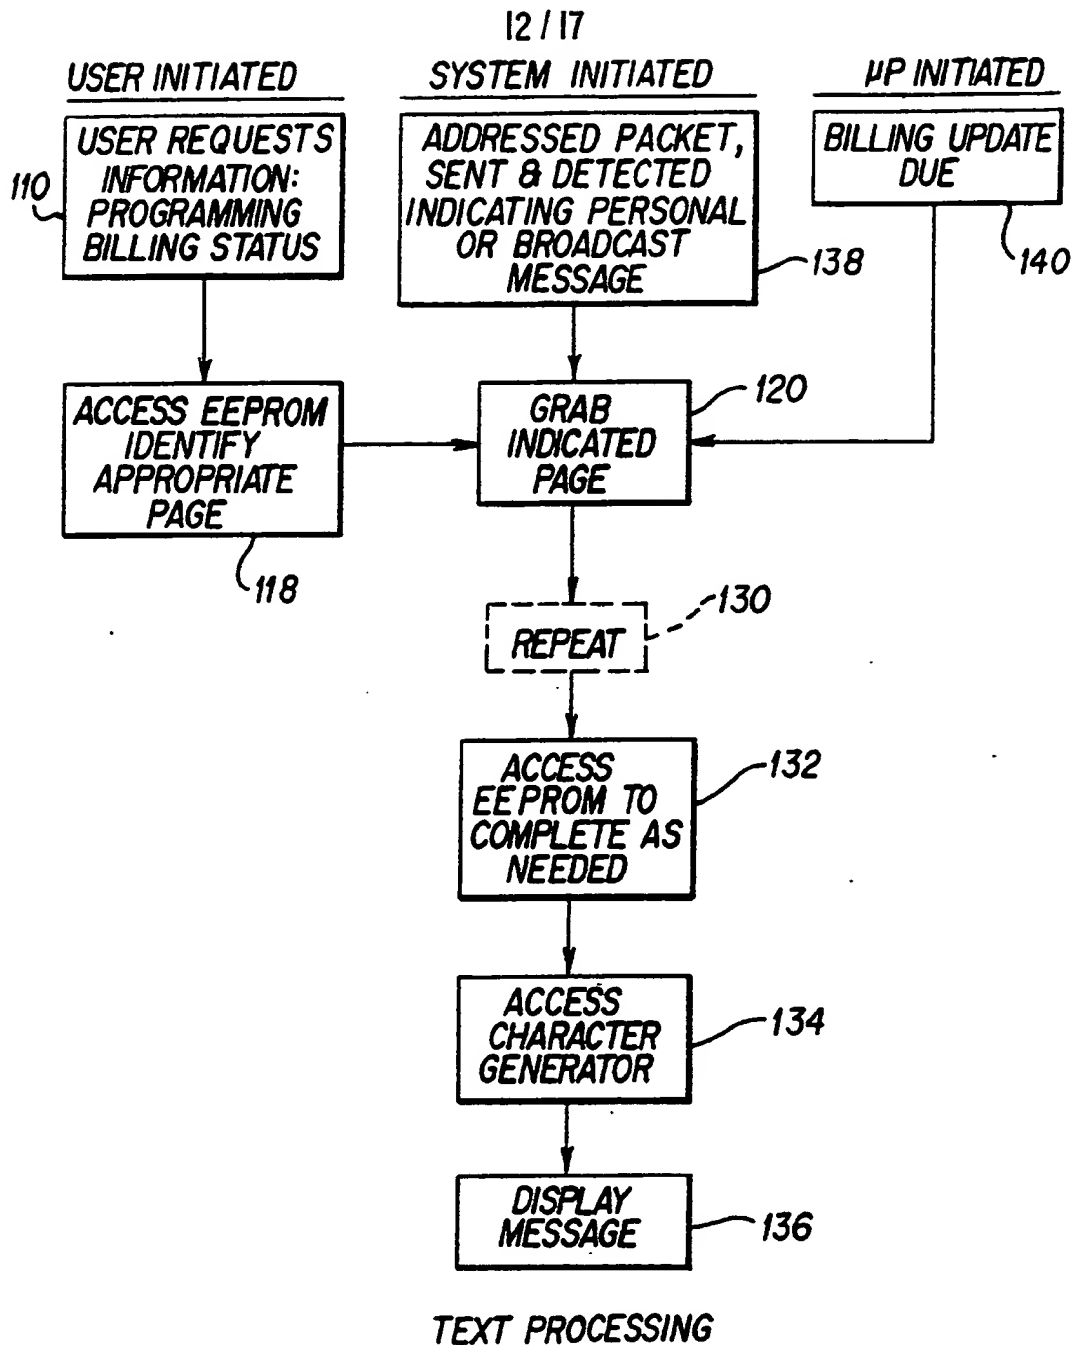 12/17
USER INITIATED
SYSTEM INITIATED
µP INITIATED
USER REQUESTS
INFORMATION:
PROGRAMMING
BILLING STATUS
110
ADDRESSED PACKET,
SENT & DETECTED
INDICATING PERSONAL
OR BROADCAST
MESSAGE
138
BILLING UPDATE
DUE
140
ACCESS EEPROM
IDENTIFY
APPROPRIATE
PAGE
118
GRAB
INDICATED
PAGE
120
REPEAT
130
ACCESS
EEPROM TO
COMPLETE AS
NEEDED
132
ACCESS
CHARACTER
GENERATOR
134
DISPLAY
MESSAGE
136
TEXT PROCESSING